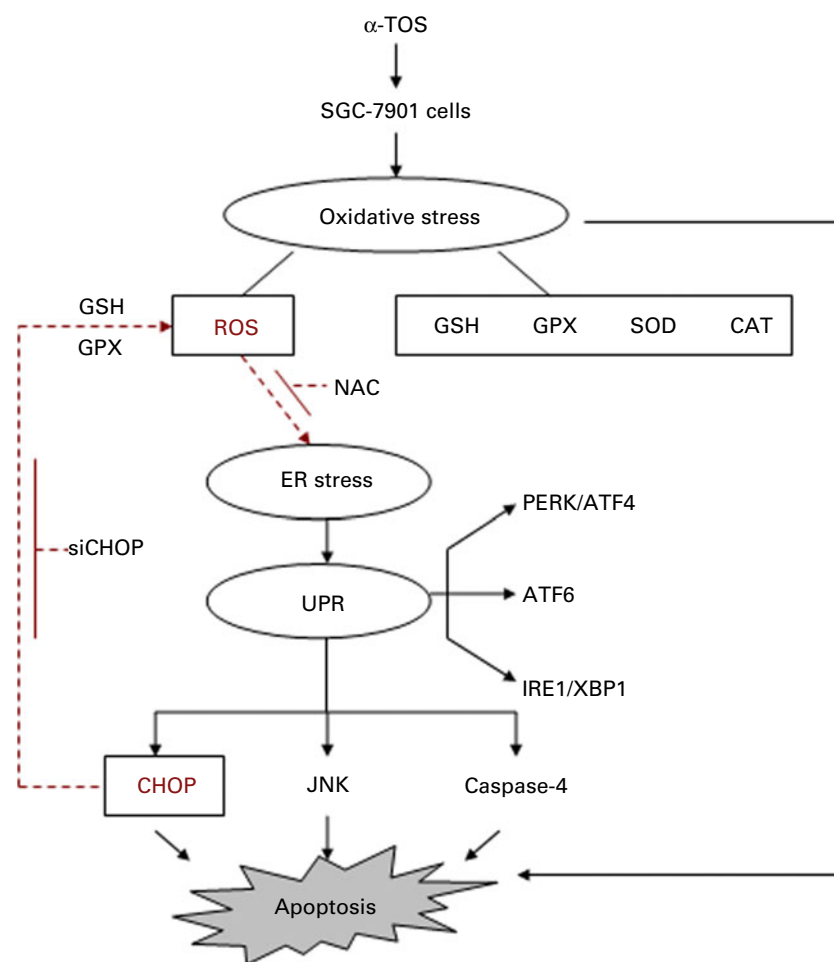 α-TOS
SGC-7901 cells
Oxidative stress
GSH
GPX
ROS
GSH GPX SOD CAT
NAC
ER stress
PERK/ATF4
siCHOP
UPR
ATF6
IRE1/XBP1
CHOP
JNK
Caspase-4
Apoptosis